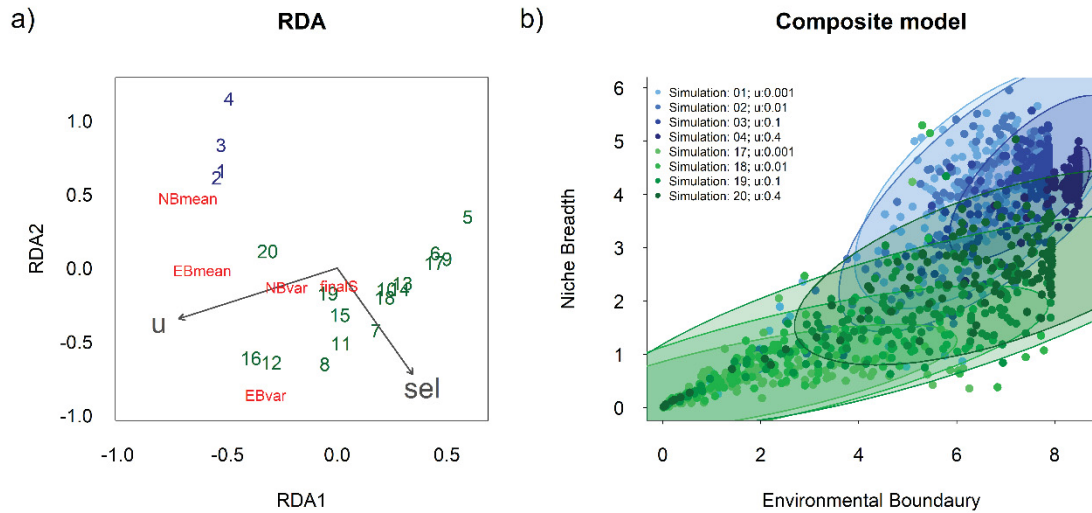 a)
RDA
RDA2
1.0
0.5
0.0
-0.5
-1.0
4
3
1
2
NBmean
5
20
6
9
17
EBmean
NBvar
finalS
13
10
14
19
18
u
15
7
11
16
12
8
sel
EBvar
-1.0
-0.5
0.0
0.5
RDA1
b)
Composite model
Niche Breadth
6
5
4
3
2
1
0
Simulation: 01; u:0.001
Simulation: 02; u:0.01
Simulation: 03; u:0.1
Simulation: 04; u:0.4
Simulation: 17; u:0.001
Simulation: 18; u:0.01
Simulation: 19; u:0.1
Simulation: 20; u:0.4
0
2
4
6
8
Environmental Boundaury